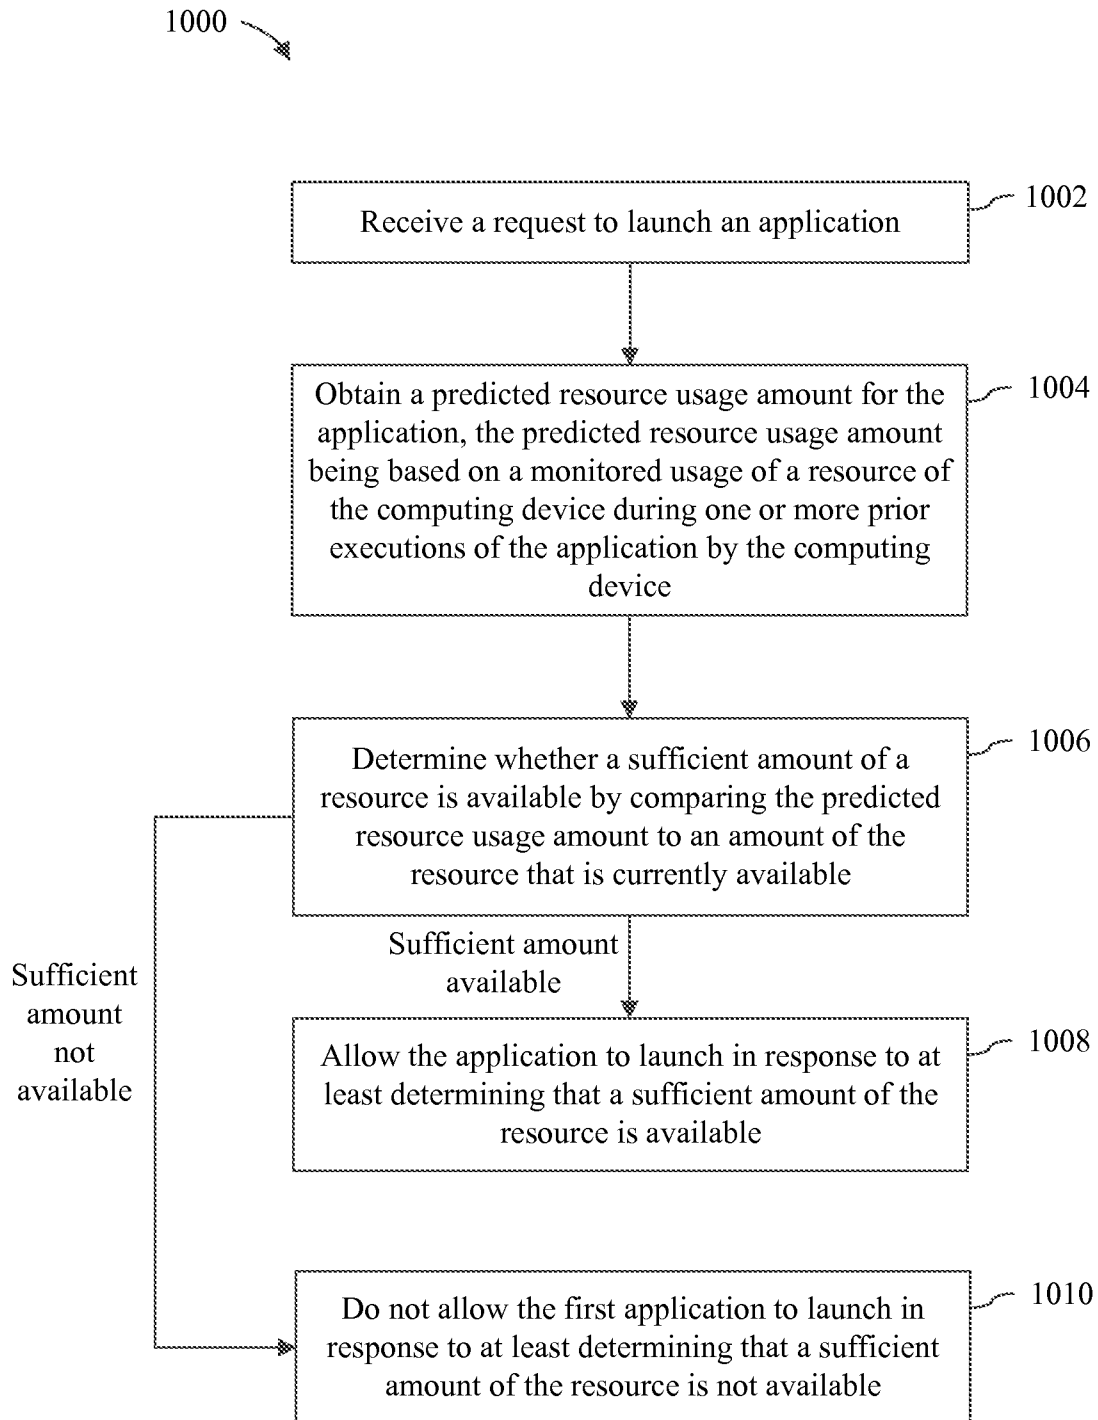 1000
Receive a request to launch an application
1002
Obtain a predicted resource usage amount for the
application, the predicted resource usage amount
being based on a monitored usage of a resource of
the computing device during one or more prior
executions of the application by the computing
device
1004
Determine whether a sufficient amount of a
resource is available by comparing the predicted
resource usage amount to an amount of the
resource that is currently available
1006
Sufficient amount
available
Sufficient
amount
not
available
Allow the application to launch in response to at
least determining that a sufficient amount of the
resource is available
1008
Do not allow the first application to launch in
response to at least determining that a sufficient
amount of the resource is not available
1010